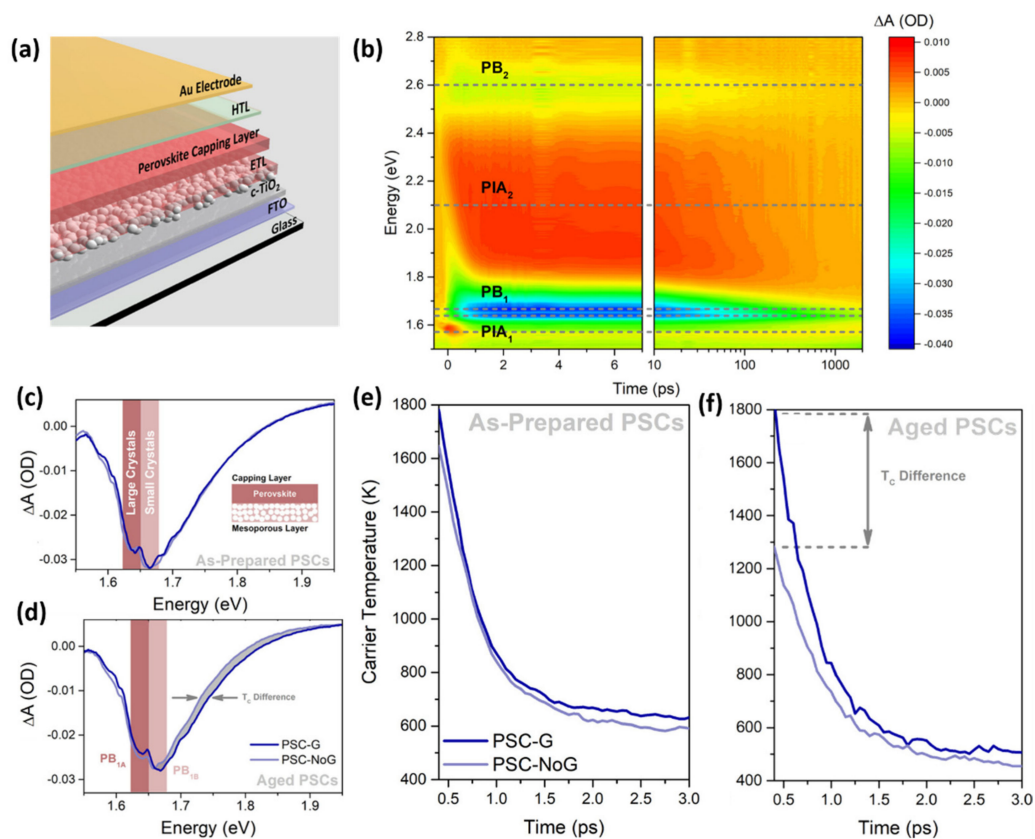 (a)
Au Electrode
HTL
Perovskite Capping Layer
ETL
c-TiO2
FTO
Glass
(b)
ΔA (OD)
Energy (eV)
2.8
2.6
2.4
2.2
2.0
1.8
1.6
PB2
PIA2
PB1
PIA1
0 2 4 6 10 100 1000
Time (ps)
0.010
0.005
0.000
-0.005
-0.010
-0.015
-0.020
-0.025
-0.030
-0.035
-0.040
(c)
ΔA (OD)
0.00
-0.01
-0.02
-0.03
Large Crystals
Small Crystals
Capping Layer
Perovskite
Mesoporous Layer
As-Prepared PSCs
1.6 1.7 1.8 1.9
Energy (eV)
(d)
ΔA (OD)
0.00
-0.01
-0.02
-0.03
TC Difference
PB1A
PB1B
PSC-G
PSC-NoG
Aged PSCs
1.6 1.7 1.8 1.9
Energy (eV)
(e)
As-Prepared PSCs
Carrier Temperature (K)
1800
1600
1400
1200
1000
800
600
400
PSC-G
PSC-NoG
0.5 1.0 1.5 2.0 2.5 3.0
Time (ps)
(f)
Aged PSCs
TC Difference
1800
1600
1400
1200
1000
800
600
400
0.5 1.0 1.5 2.0 2.5 3.0
Time (ps)